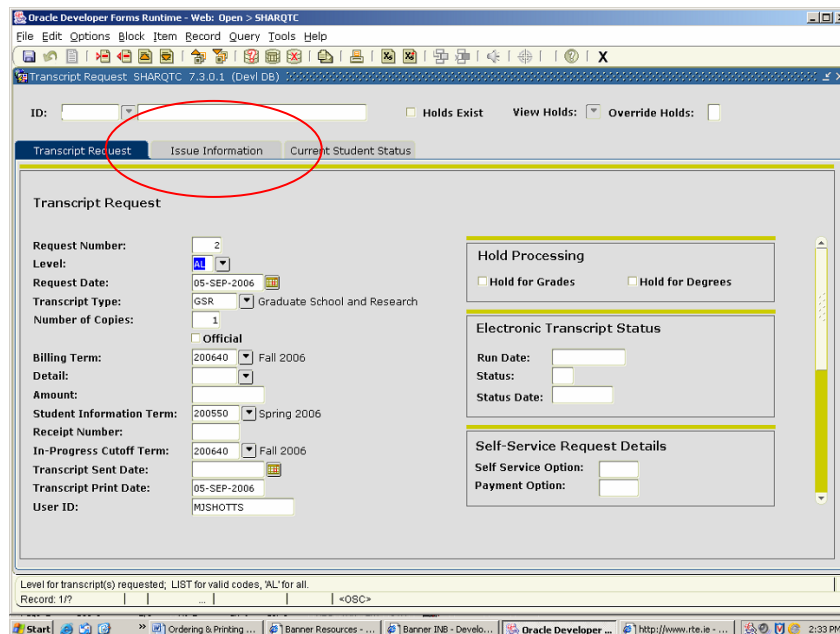 Oracle Developer Forms Runtime - Web: Open > SHARQTC
File Edit Options Block Item Record Query Tools Help
X
Transcript Request SHARQTC 7.3.0.1 (Devl DB)
ID: Holds Exist View Holds: Override Holds:
Transcript Request Issue Information Current Student Status
Transcript Request
Request Number: 2
Level: AL
Request Date: 05-SEP-2006
Transcript Type: GSR Graduate School and Research
Number of Copies: 1
Official
Billing Term: 200640 Fall 2006
Detail:
Amount:
Student Information Term: 200550 Spring 2006
Receipt Number:
In-Progress Cutoff Term: 200640 Fall 2006
Transcript Sent Date:
Transcript Print Date: 05-SEP-2006
User ID: MJSHOTTS
Hold Processing
Hold for Grades Hold for Degrees
Electronic Transcript Status
Run Date:
Status:
Status Date:
Self-Service Request Details
Self Service Option:
Payment Option:
Level for transcript(s) requested; LIST for valid codes, 'AL' for all.
Record: 1/? ... <OSC>
Start » Ordering & Printing ... Banner Resources - ... Banner INB - Develo... Oracle Developer ... http://www.rte.ie - ... 2:33 PM